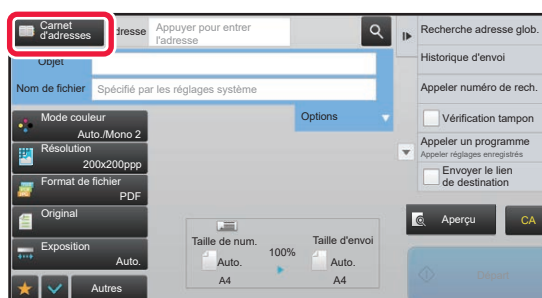 Carnet
d'adresses
dresse
Appuyer pour entrer
l'adresse
Objet
Nom de fichier
Spécifié par les réglages système
Mode couleur
Auto./Mono 2
Résolution
200x200ppp
Format de fichier
PDF
Original
Exposition
Auto.
Autres
Options
Taille de num.
100%
Taille d'envoi
Auto.
A4
Auto.
A4
Recherche adresse glob.
Historique d'envoi
Appeler numéro de rech.
Vérification tampon
Appeler un programme
Appeler réglages enregistrés
Envoyer le lien
de destination
Aperçu
CA
Départ